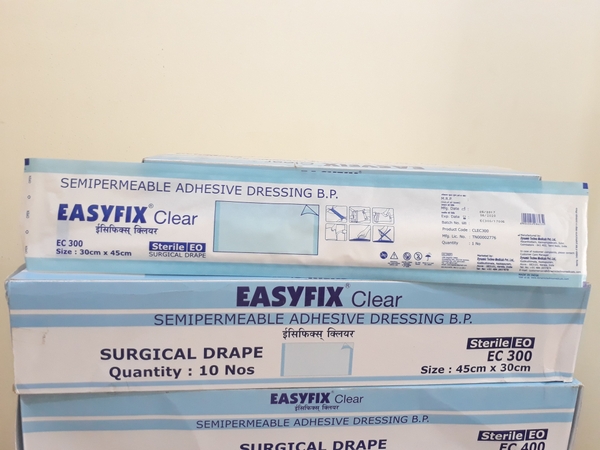 SEMIPERMEABLE ADHESIVE DRESSING B.P.
EASYFIX® Clear
ईसिफिक्स् क्लियर
EC 300
Size : 30cm x 45cm
Sterile EO
SURGICAL DRAPE
Product Code : CLEC300
Quantity : 1 No
EASYFIX® Clear
SEMIPERMEABLE ADHESIVE DRESSING B.P.
ईसिफिक्स् क्लियर
SURGICAL DRAPE
Quantity : 10 Nos
Sterile EO
EC 300
Size : 45cm x 30cm
EASYFIX® Clear
ईसिफिक्स् क्लियर
SEMIPERMEABLE ADHESIVE DRESSING B.P.
Sterile EO
SURGICAL DRAPE
EC 400